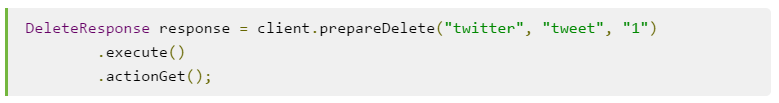 DeleteResponse response = client.prepareDelete("twitter", "tweet", "1")
        .execute()
        .actionGet();